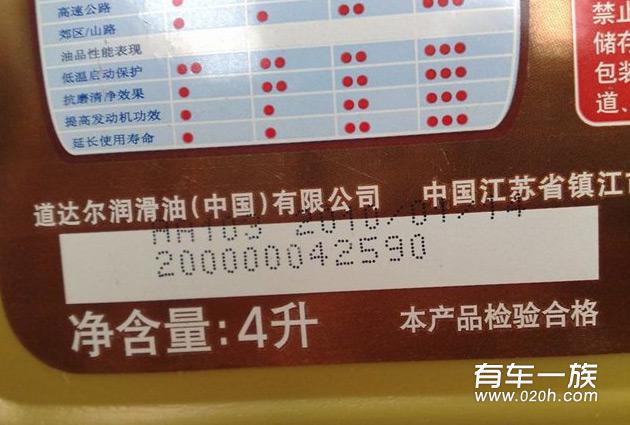 高速公路
郊区/山路
油品性能表现
低温启动保护
抗磨清净效果
提高发动机功效
延长使用寿命
禁止
储存
包装
道、
道达尔润滑油(中国)有限公司
中国江苏省镇江市
2010/01/14
200000042590
净含量:4升
本产品检验合格
有车一族
www.020h.com